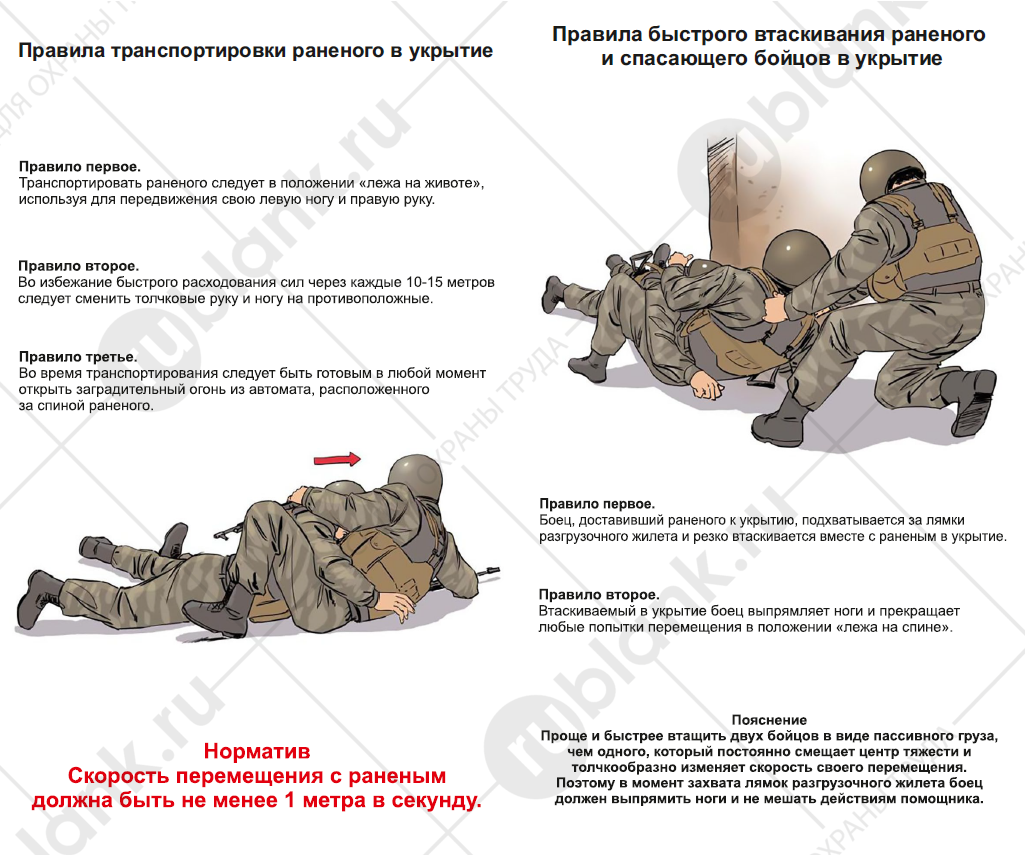 Правила транспортировки раненого в укрытие
Правило первое.
Транспортировать раненого следует в положении «лежа на животе»,
используя для передвижения свою левую ногу и правую руку.
Правило второе.
Во избежание быстрого расходования сил через каждые 10-15 метров
следует сменить толчковые руку и ногу на противоположные.
Правило третье.
Во время транспортирования следует быть готовым в любой момент
открыть заградительный огонь из автомата, расположенного
за спиной раненого.
Норматив
Скорость перемещения с раненым
должна быть не менее 1 метра в секунду.
Правила быстрого втаскивания раненого
и спасающего бойцов в укрытие
Правило первое.
Боец, доставивший раненого к укрытию, подхватывается за лямки
разгрузочного жилета и резко втаскивается вместе с раненым в укрытие.
Правило второе.
Втаскиваемый в укрытие боец выпрямляет ноги и прекращает
любые попытки перемещения в положении «лежа на спине».
Пояснение
Проще и быстрее втащить двух бойцов в виде пассивного груза,
чем одного, который постоянно смещает центр тяжести и
толчкообразно изменяет скорость своего перемещения.
Поэтому в момент захвата лямок разгрузочного жилета боец
должен выпрямить ноги и не мешать действиям помощника.
rublank.ru
rublank.ru
rublank.ru